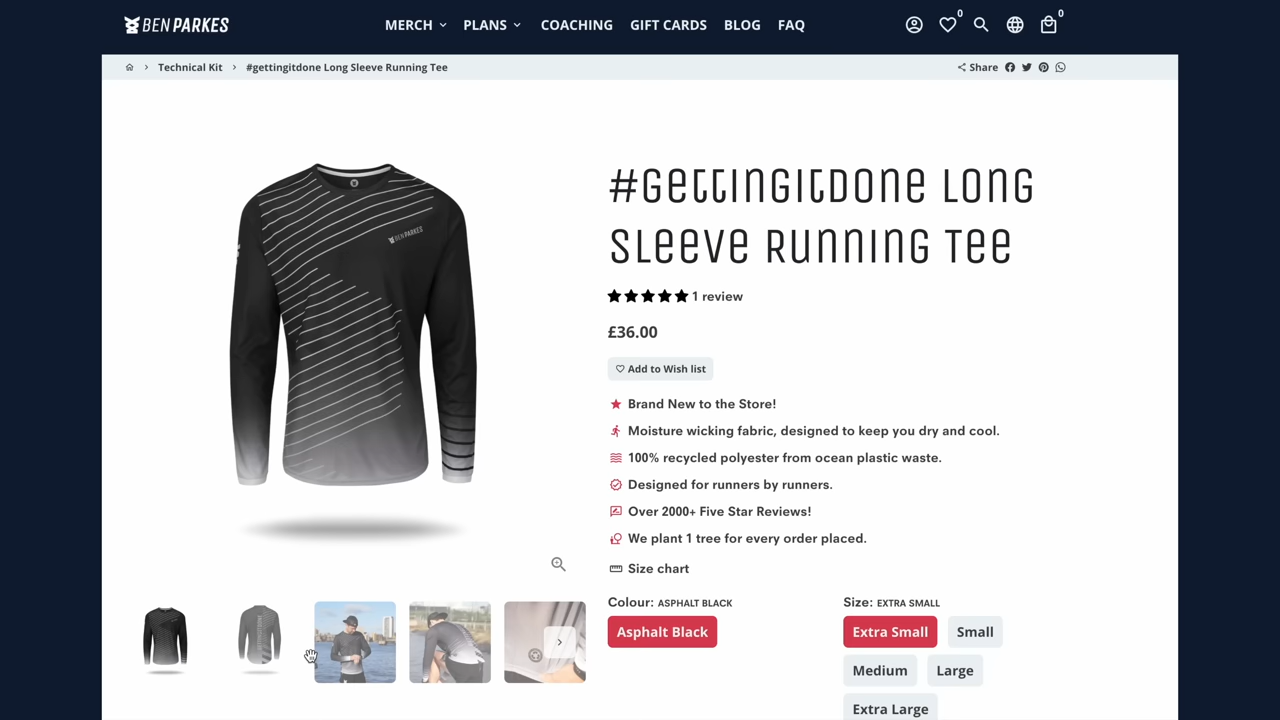 BEN PARKES
MERCH PLANS COACHING GIFT CARDS BLOG FAQ
0 0
Technical Kit #gettingitdone Long Sleeve Running Tee
Share
BEN PARKES
#GETTINGITDONE LONG
SLEEVE RUNNING TEE
1 review
£36.00
Add to Wish list
Brand New to the Store!
Moisture wicking fabric, designed to keep you dry and cool.
100% recycled polyester from ocean plastic waste.
Designed for runners by runners.
Over 2000+ Five Star Reviews!
We plant 1 tree for every order placed.
Size chart
Colour: ASPHALT BLACK
Asphalt Black
Size: EXTRA SMALL
Extra Small Small
Medium Large
Extra Large